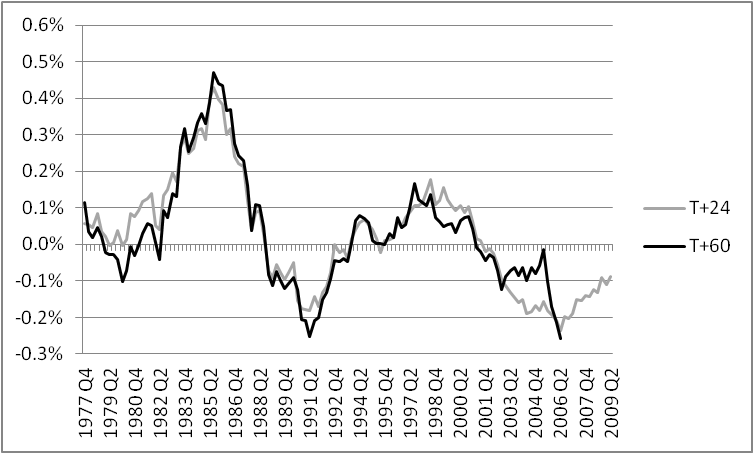 0.6%
0.5%
0.4%
0.3%
0.2%
0.1%
0.0%
-0.1%
-0.2%
-0.3%
T+24
T+60
1977 Q4
1979 Q2
1980 Q4
1982 Q2
1983 Q4
1985 Q2
1986 Q4
1988 Q2
1989 Q4
1991 Q2
1992 Q4
1994 Q2
1995 Q4
1997 Q2
1998 Q4
2000 Q2
2001 Q4
2003 Q2
2004 Q4
2006 Q2
2007 Q4
2009 Q2